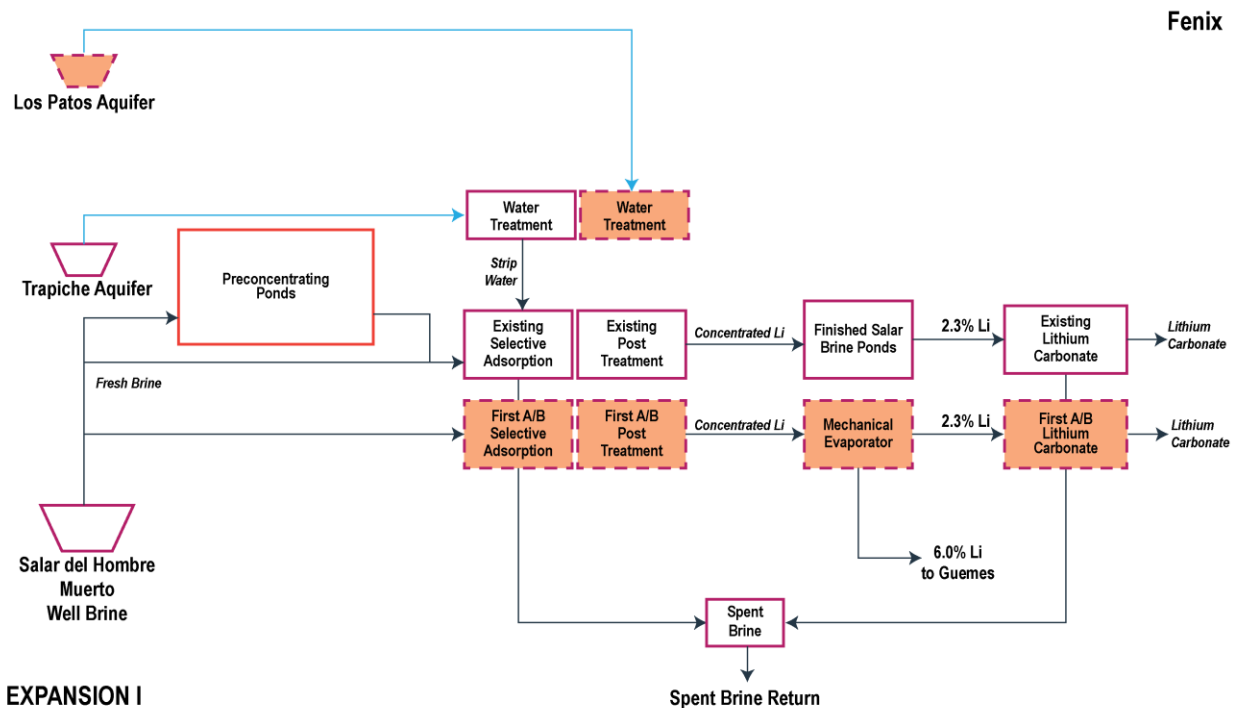 Fenix
Los Patos Aquifer
Water
Treatment
Water
Treatment
Trapiche Aquifer
Preconcentrating
Ponds
Strip
Water
Existing
Selective
Adsorption
Existing
Post
Treatment
Concentrated Li
Finished Salar
Brine Ponds
2.3% Li
Existing
Lithium
Carbonate
Lithium
Carbonate
Fresh Brine
First A/B
Selective
Adsorption
First A/B
Post
Treatment
Concentrated Li
Mechanical
Evaporator
2.3% Li
First A/B
Lithium
Carbonate
Lithium
Carbonate
Salar del Hombre
Muerto
Well Brine
6.0% Li
to Guemes
Spent
Brine
EXPANSION I
Spent Brine Return